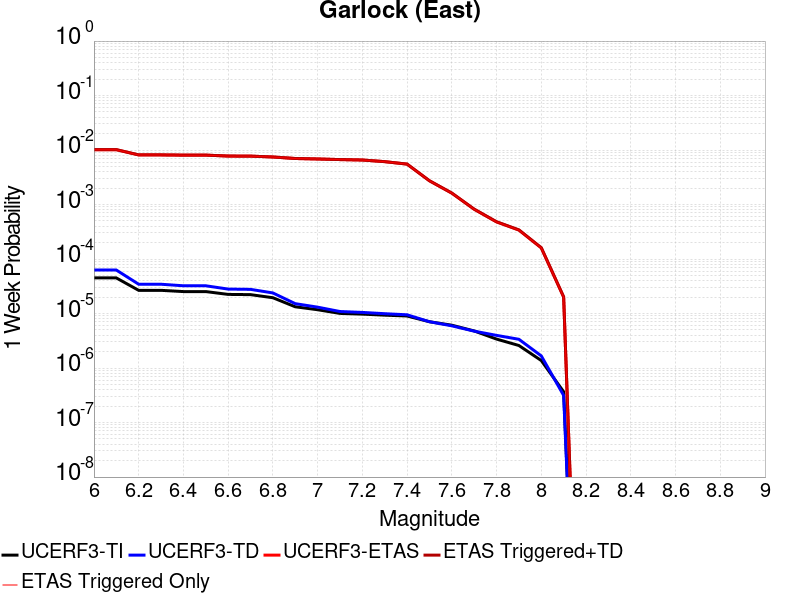 Garlock (East)
10^0
10^-1
10^-2
10^-3
10^-4
10^-5
10^-6
10^-7
10^-8
1 Week Probability
6 6.2 6.4 6.6 6.8 7 7.2 7.4 7.6 7.8 8 8.2 8.4 8.6 8.8 9
Magnitude
UCERF3-TI UCERF3-TD UCERF3-ETAS ETAS Triggered+TD
ETAS Triggered Only